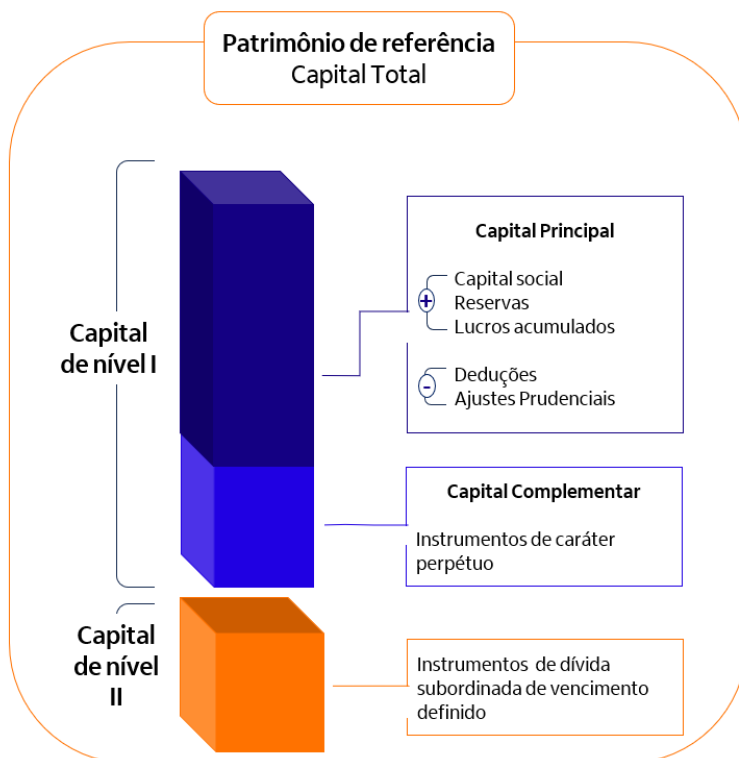 Patrimônio de referência
Capital Total
Capital
de nível I
Capital Principal
+
Capital social
Reservas
Lucros acumulados
-
Deduções
Ajustes Prudenciais
Capital Complementar
Instrumentos de caráter
perpétuo
Capital
de nível
II
Instrumentos de dívida
subordinada de vencimento
definido